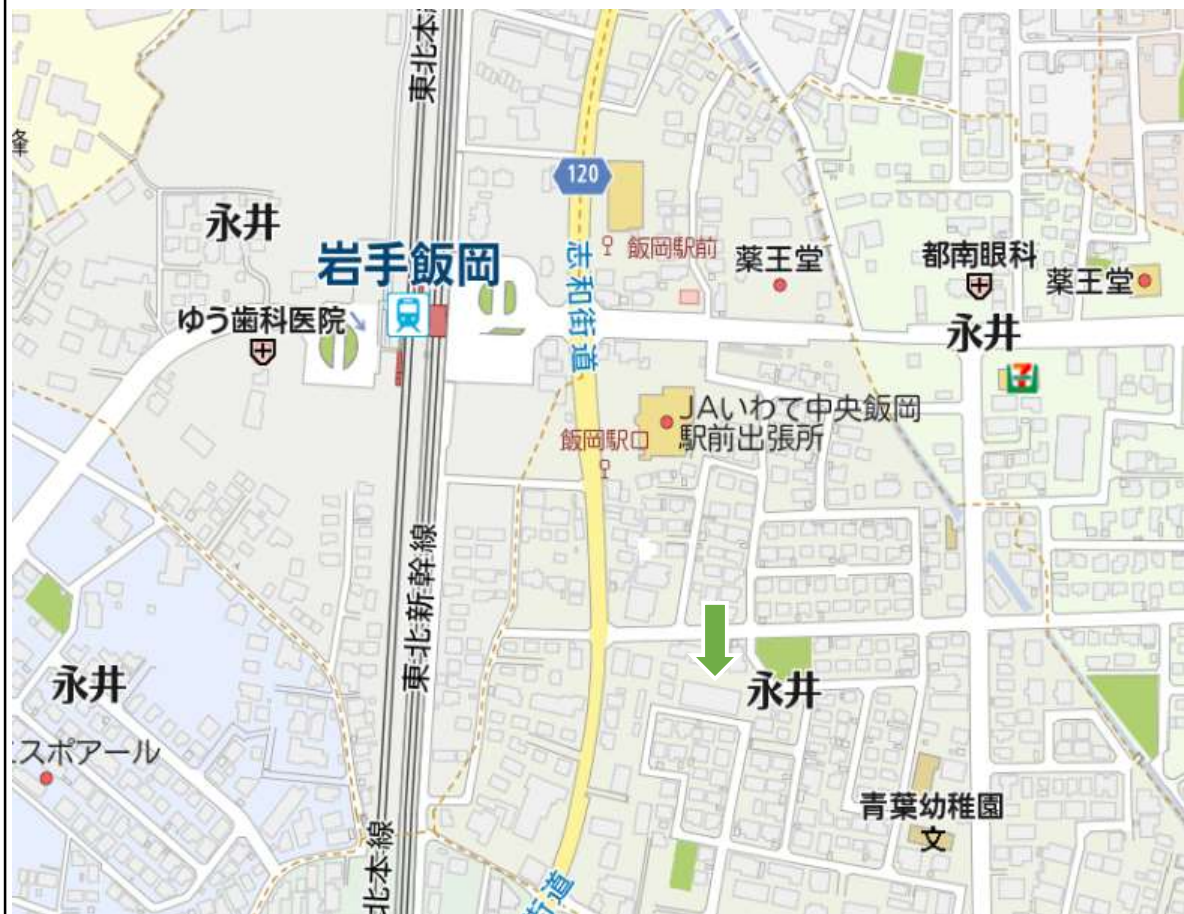 東北本
峰
120
永井
飯岡駅前
志和街道
薬王堂
都南眼科
薬王堂
岩手飯岡
ゆう歯科医院
永井
7
JAいわて中央飯岡
駅前出張所
飯岡駅口
東北新幹線
永井
永井
スポアール
青葉幼稚園
文
北本線
街道